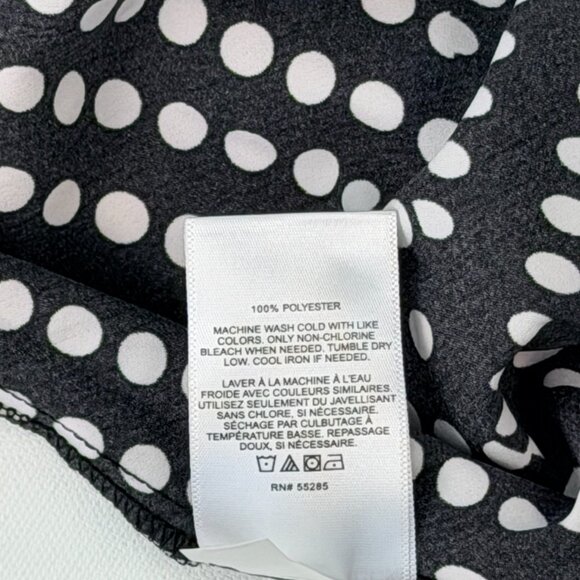 100% POLYESTER
MACHINE WASH COLD WITH LIKE
COLORS. ONLY NON-CHLORINE
BLEACH WHEN NEEDED, TUMBLE DRY
LOW. COOL IRON IF NEEDED.
LAVER À LA MACHINE À L'EAU
FROIDE AVEC COULEURS SIMILAIRES.
UTILISEZ SEULEMENT DU JAVELLISANT
SANS CHLORE, SI NÉCESSAIRE.
SÉCHAGE PAR CULBUTAGE À
TEMPÉRATURE BASSE. REPASSAGE
DOUX, SI NÉCESSAIRE.
RN# 55285